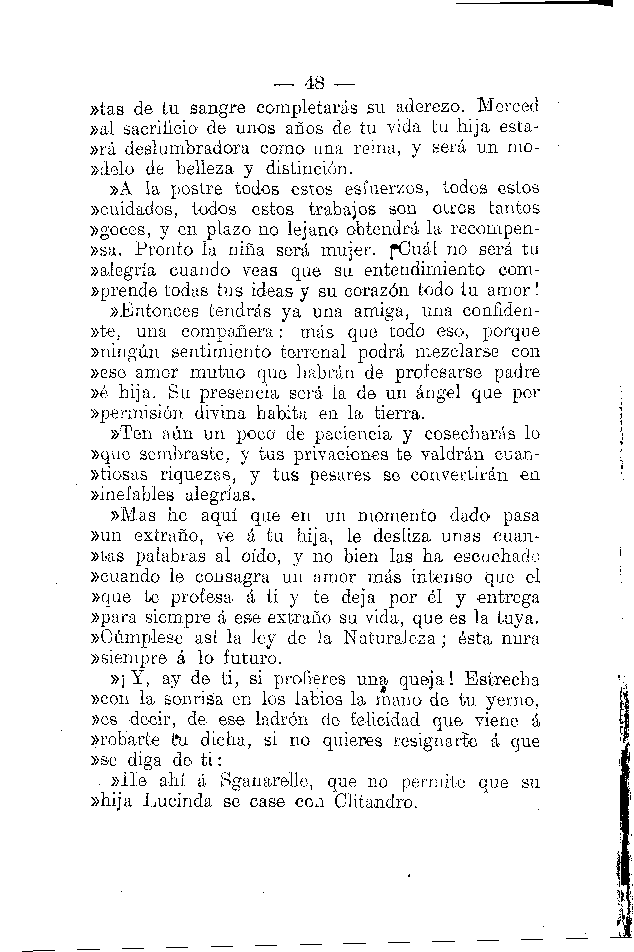 — 48 —
»tas de tu sangre completarás su aderezo. Merced
»al sacrificio de unos años de tu vida tu hija esta-
»rá deslumbradora como una reina, y será un mo-
»delo de belleza y distinción.
»A la postre todos estos esfuerzos, todos estos
»cuidados, todos estos trabajos son otros tantos
»goces, y en plazo no lejano obtendrá la recompen-
»sa. Pronto la niña será mujer. ¡Cuál no será tu
»alegría cuando veas que su entendimiento com-
»prende todas tus ideas y su corazón todo tu amor!
»Entonces tendrás ya una amiga, una confiden-
»te, una compañera: más que todo eso, porque
»ningún sentimiento terrenal podrá mezclarse con
»ese amor mutuo que habrán de profesarse padre
»é hija. Su presencia será la de un ángel que por
»permisión divina habita en la tierra.
»Ten aún un poco de paciencia y cosecharás lo
»que sembraste, y tus privaciones te valdrán cuan-
»tiosas riquezas, y tus pesares se convertirán en
»inefables alegrías.
»Mas he aquí que en un momento dado pasa
»un extraño, ve á tu hija, le desliza unas cuan-
»tas palabras al oído, y no bien las ha escuchado
»cuando le consagra un amor más intenso que el
»que te profesa á ti y te deja por él y entrega
»para siempre á ese extraño su vida, que es la tuya.
»Cúmplese así la ley de la Naturaleza; ésta mira
»siempre á lo futuro.
»¡Y, ay de ti, si profieres una queja! Estrecha
»con la sonrisa en los labios la mano de tu yerno,
»es decir, de ese ladrón de felicidad que viene á
»robarte tu dicha, si no quieres resignarte á que
»se diga de ti:
»He ahí á Sganarelle, que no permite que su
»hija Lucinda se case con Clitandro.